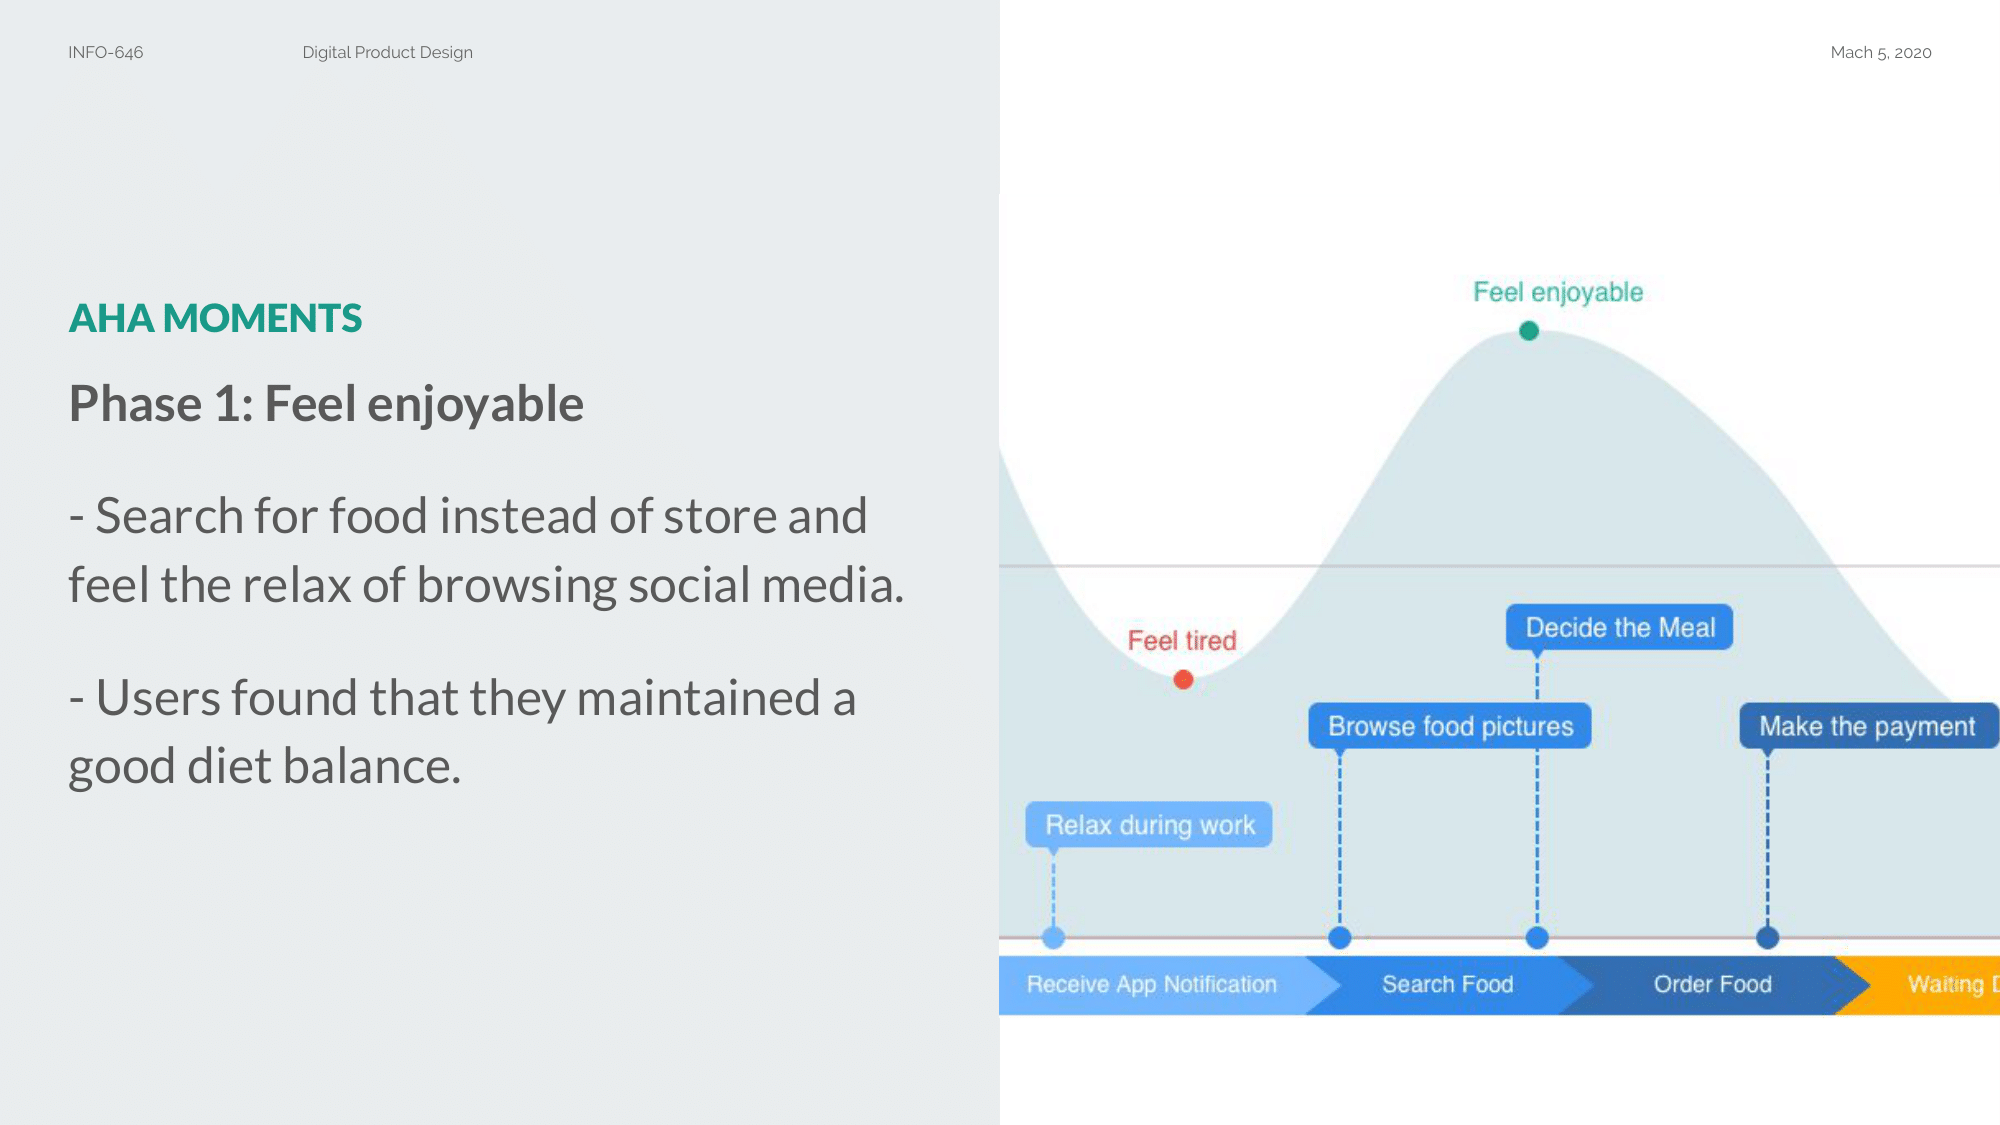 INFO-646
Digital Product Design
Mach 5, 2020
AHA MOMENTS
Phase 1: Feel enjoyable
- Search for food instead of store and
feel the relax of browsing social media.
- Users found that they maintained a
good diet balance.
Feel enjoyable
Feel tired
Decide the Meal
Browse food pictures
Make the payment
Relax during work
Receive App Notification
Search Food
Order Food
Waiting